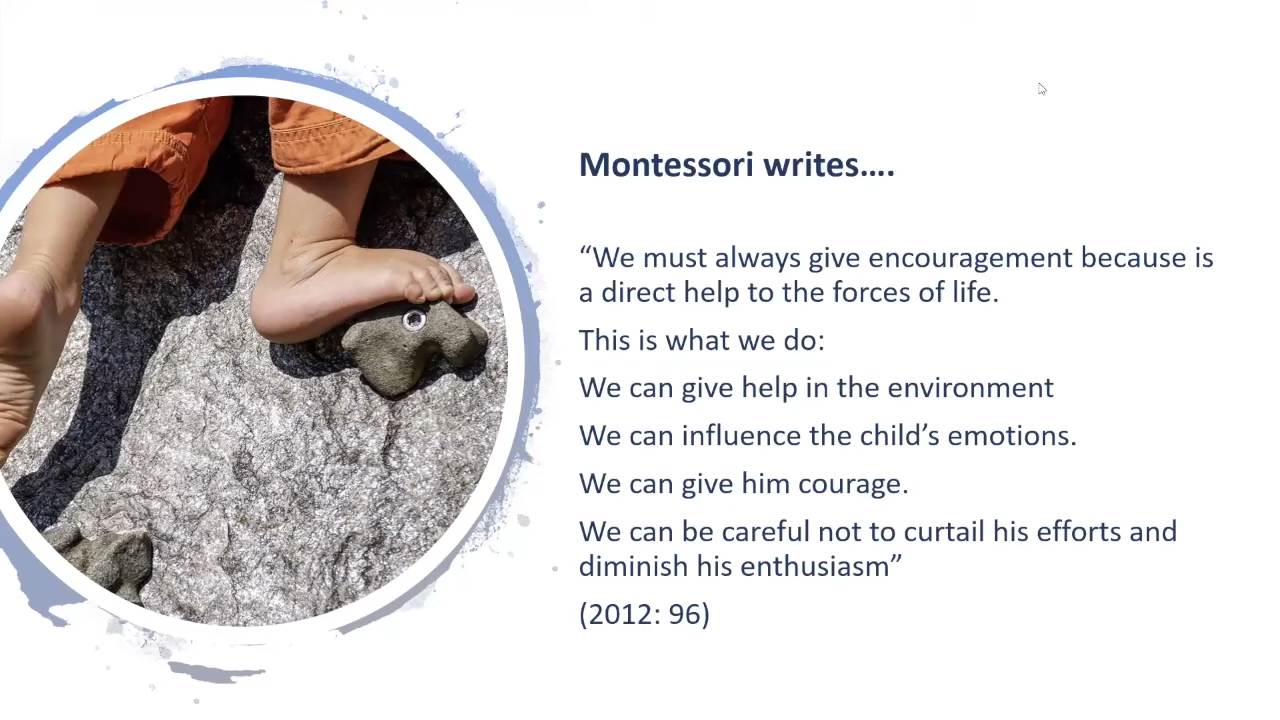 Montessori writes….
“We must always give encouragement because is
a direct help to the forces of life.
This is what we do:
We can give help in the environment
We can influence the child’s emotions.
We can give him courage.
We can be careful not to curtail his efforts and
diminish his enthusiasm”
(2012: 96)